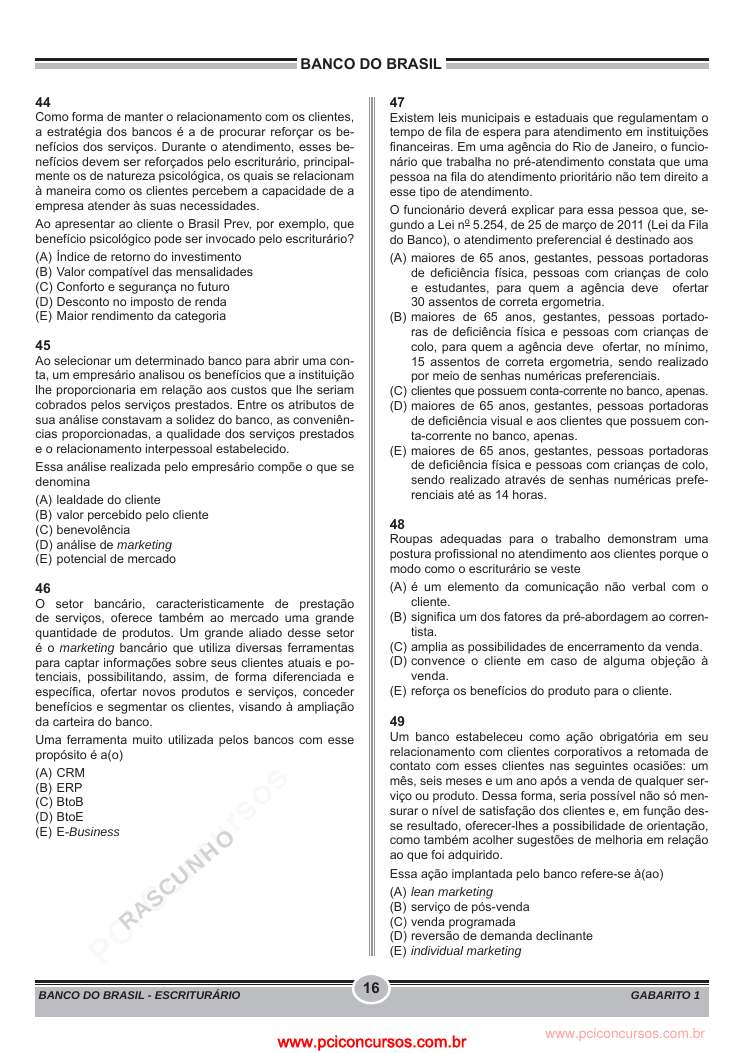 BANCO DO BRASIL
44
Como forma de manter o relacionamento com os clientes,
a estratégia dos bancos é a de procurar reforçar os be-
nefícios dos serviços. Durante o atendimento, esses be-
nefícios devem ser reforçados pelo escriturário, principal-
mente os de natureza psicológica, os quais se relacionam
à maneira como os clientes percebem a capacidade de a
empresa atender às suas necessidades.
Ao apresentar ao cliente o Brasil Prev, por exemplo, que
benefício psicológico pode ser invocado pelo escriturário?
(A) Índice de retorno do investimento
(B) Valor compatível das mensalidades
(C) Conforto e segurança no futuro
(D) Desconto no imposto de renda
(E) Maior rendimento da categoria
45
Ao selecionar um determinado banco para abrir uma con-
ta, um empresário analisou os benefícios que a instituição
lhe proporcionaria em relação aos custos que lhe seriam
cobrados pelos serviços prestados. Entre os atributos de
sua análise constavam a solidez do banco, as conveniên-
cias proporcionadas, a qualidade dos serviços prestados
e o relacionamento interpessoal estabelecido.
Essa análise realizada pelo empresário compõe o que se
denomina
(A) lealdade do cliente
(B) valor percebido pelo cliente
(C) benevolência
(D) análise de marketing
(E) potencial de mercado
46
O setor bancário, caracteristicamente de prestação
de serviços, oferece também ao mercado uma grande
quantidade de produtos. Um grande aliado desse setor
é o marketing bancário que utiliza diversas ferramentas
para captar informações sobre seus clientes atuais e po-
tenciais, possibilitando, assim, de forma diferenciada e
específica, ofertar novos produtos e serviços, conceder
benefícios e segmentar os clientes, visando à ampliação
da carteira do banco.
Uma ferramenta muito utilizada pelos bancos com esse
propósito é a(o)
(A) CRM
(B) ERP
(C) BtoB
(D) BtoE
(E) E-Business
RASCUNHO
47
Existem leis municipais e estaduais que regulamentam o
tempo de fila de espera para atendimento em instituições
financeiras. Em uma agência do Rio de Janeiro, o funcio-
nário que trabalha no pré-atendimento constata que uma
pessoa na fila do atendimento prioritário não tem direito a
esse tipo de atendimento.
O funcionário deverá explicar para essa pessoa que, se-
gundo a Lei nº 5.254, de 25 de março de 2011 (Lei da Fila
do Banco), o atendimento preferencial é destinado aos
(A) maiores de 65 anos, gestantes, pessoas portadoras
de deficiência física, pessoas com crianças de colo
e estudantes, para quem a agência deve ofertar
30 assentos de correta ergometria.
(B) maiores de 65 anos, gestantes, pessoas portado-
ras de deficiência física e pessoas com crianças de
colo, para quem a agência deve ofertar, no mínimo,
15 assentos de correta ergometria, sendo realizado
por meio de senhas numéricas preferenciais.
(C) clientes que possuem conta-corrente no banco, apenas.
(D) maiores de 65 anos, gestantes, pessoas portadoras
de deficiência visual e aos clientes que possuem con-
ta-corrente no banco, apenas.
(E) maiores de 65 anos, gestantes, pessoas portadoras
de deficiência física e pessoas com crianças de colo,
sendo realizado através de senhas numéricas prefe-
renciais até as 14 horas.
48
Roupas adequadas para o trabalho demonstram uma
postura profissional no atendimento aos clientes porque o
modo como o escriturário se veste
(A) é um elemento da comunicação não verbal com o
cliente.
(B) significa um dos fatores da pré-abordagem ao corren-
tista.
(C) amplia as possibilidades de encerramento da venda.
(D) convence o cliente em caso de alguma objeção à
venda.
(E) reforça os benefícios do produto para o cliente.
49
Um banco estabeleceu como ação obrigatória em seu
relacionamento com clientes corporativos a retomada de
contato com esses clientes nas seguintes ocasiões: um
mês, seis meses e um ano após a venda de qualquer ser-
viço ou produto. Dessa forma, seria possível não só men-
surar o nível de satisfação dos clientes e, em função des-
se resultado, oferecer-lhes a possibilidade de orientação,
como também acolher sugestões de melhoria em relação
ao que foi adquirido.
Essa ação implantada pelo banco refere-se à(ao)
(A) lean marketing
(B) serviço de pós-venda
(C) venda programada
(D) reversão de demanda declinante
(E) individual marketing
BANCO DO BRASIL - ESCRITURÁRIO
16
GABARITO 1
www.pciconcursos.com.br
www.pciconcursos.com.br